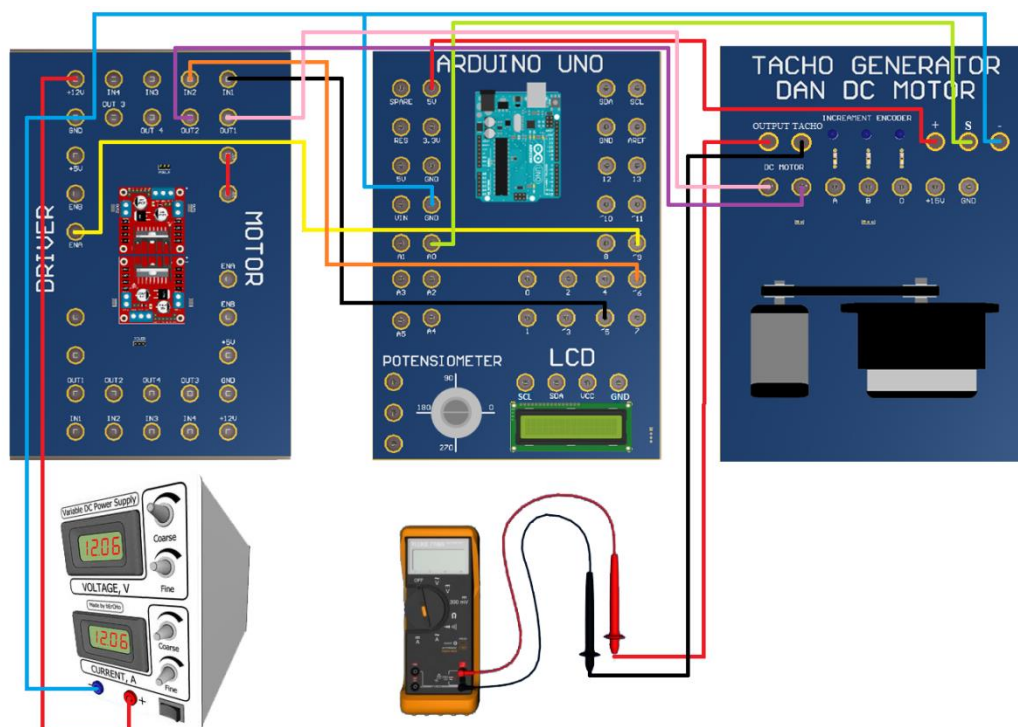 ARDUINO UNO
TACHO GENERATOR
DAN DC MOTOR
+12V
IN4
IN3
IN2
IN1
OUT 3
GND
OUT 4
OUT2
OUT1
+5V
ENB
ENA
DRIVER
MOTOR
ENA
ENB
+5V
OUT1
OUT2
OUT4
OUT3
GND
IN1
IN2
IN3
IN4
+12V
SPARE
5V
SDA
SCL
RES
3.3V
GND
AREF
5V
GND
12
13
VIN
GND
~10
~11
A1
A0
8
~9
A3
A2
0
2
4
~6
A5
A4
1
~3
~5
7
POTENSIOMETER
90
180
0
270
LCD
SCL
SDA
VCC
GND
INCREAMENT ENCODER
OUTPUT TACHO
+
S
-
DC MOTOR
A
B
0
+15V
GND
Variable DC Power Supply
1206
Coarse
VOLTAGE, V
Fine
1206
Coarse
CURRENT, A
Fine
-
+
OFF